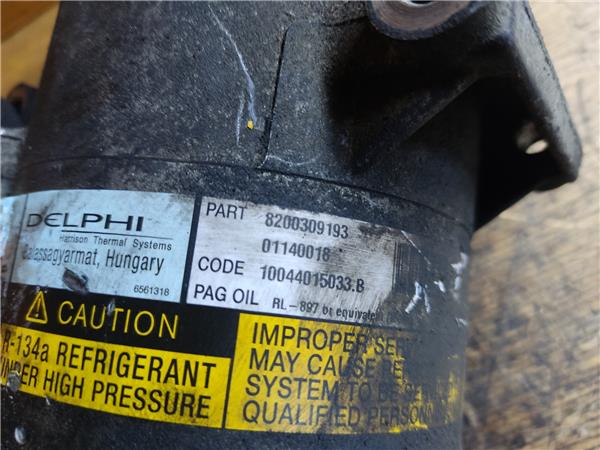 DELPHI
Harrison Thermal Systems
Balassagyarmat, Hungary
6561318
PART 8200309193
01140018
CODE 10044015033.B
PAG OIL RL-897 or
CAUTION
R-134a REFRIGERANT
UNDER HIGH PRESSURE
IMPROPER
MAY CAUSE
SYSTEM TO BE
QUALIFIED